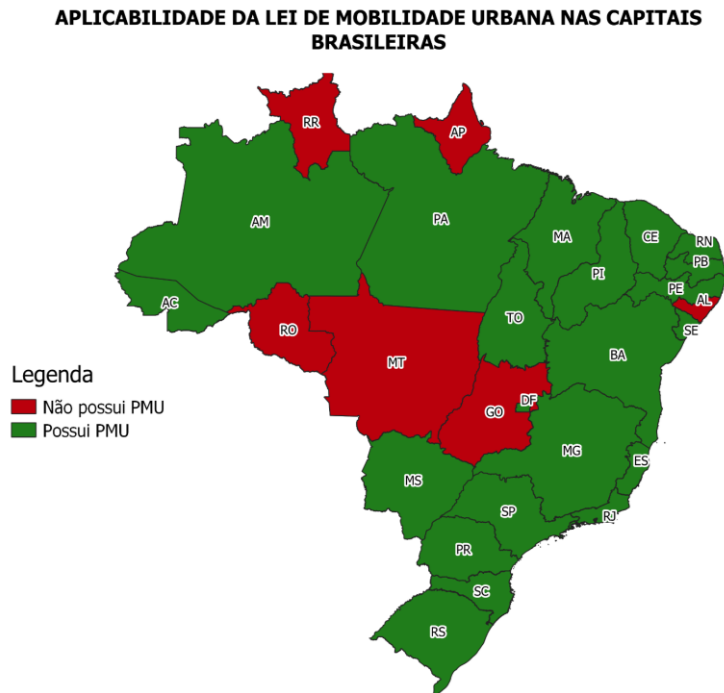 APLICABILIDADE DA LEI DE MOBILIDADE URBANA NAS CAPITAIS
BRASILEIRAS
RR
AP
AM
PA
MA
CE
RN
PB
PI
PE
AL
AC
TO
SE
RO
BA
MT
DF
GO
MG
ES
MS
SP
RJ
PR
SC
RS
Legenda
Não possui PMU
Possui PMU